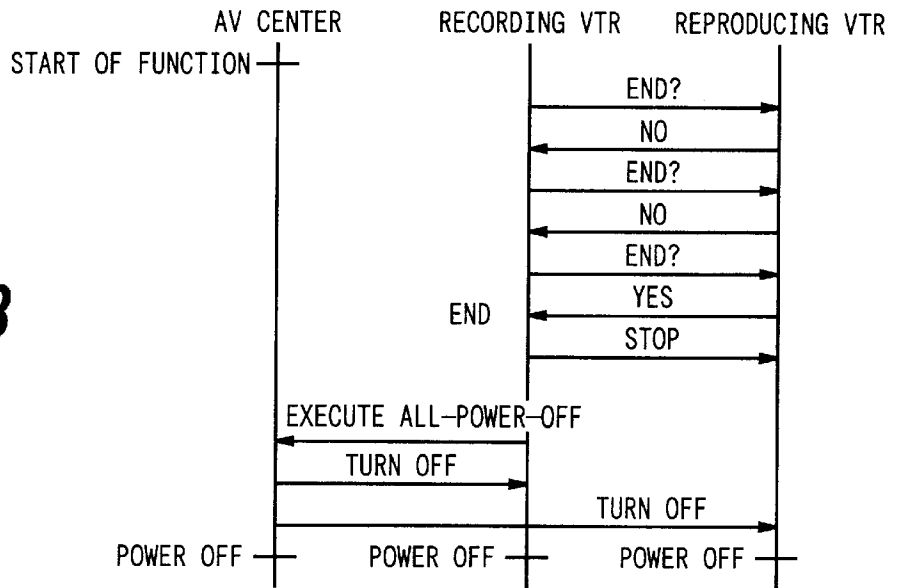 AV CENTER RECORDING VTR REPRODUCING VTR
START OF FUNCTION
END?
NO
END?
NO
END?
YES
END
STOP
EXECUTE ALL-POWER-OFF
TURN OFF
TURN OFF
POWER OFF POWER OFF POWER OFF